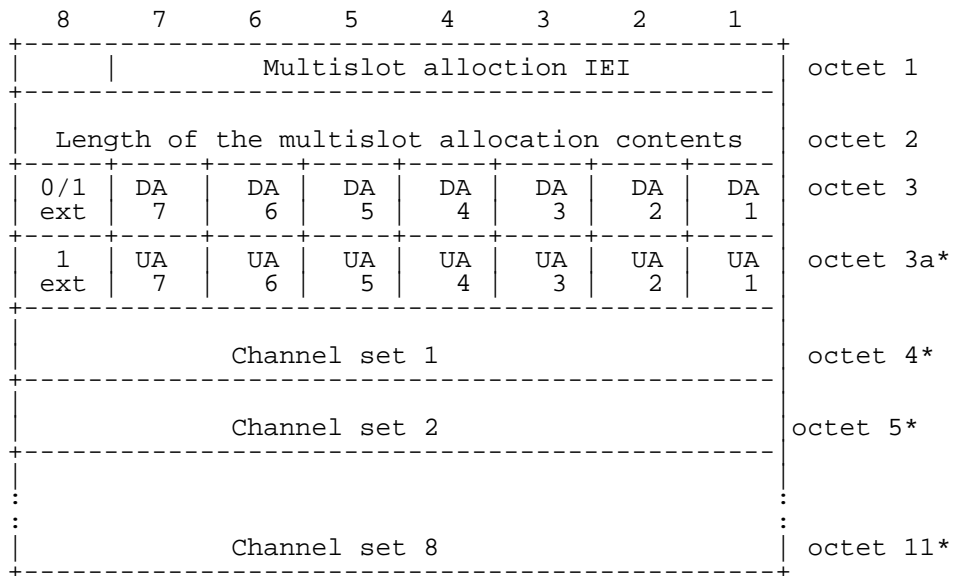 8 7 6 5 4 3 2 1
Multislot alloction IEI octet 1
Length of the multislot allocation contents octet 2
0/1 DA DA DA DA DA DA DA octet 3
ext 7 6 5 4 3 2 1
1 UA UA UA UA UA UA UA octet 3a*
ext 7 6 5 4 3 2 1
Channel set 1 octet 4*
Channel set 2 octet 5*
:  :
:  :
Channel set 8 octet 11*